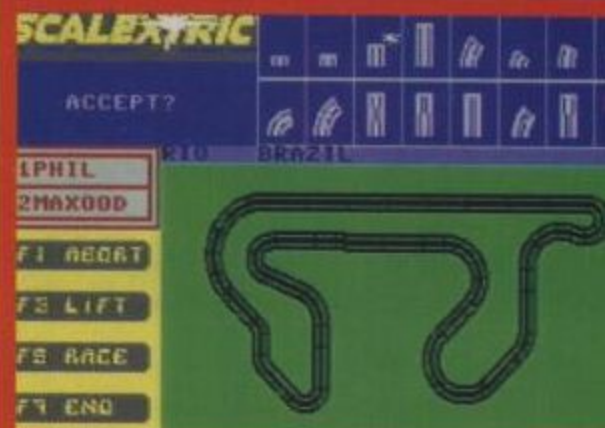 SCALEXTRIC
ACCEPT?
RIO BRAZIL
1PHIL
2MAXOOD
F1 ABORT
F3 LIFT
F5 RACE
F7 END